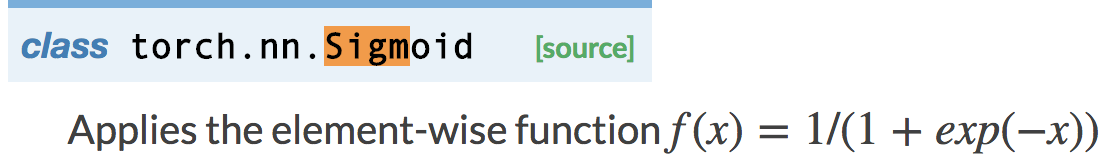 class torch.nn.Sigmoid [source]
Applies the element-wise function f(x) = 1/(1 + exp(−x))